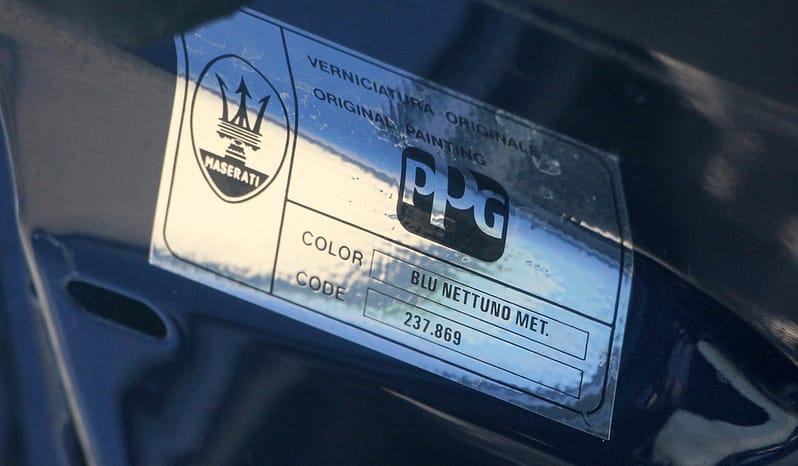 MASERATI
VERNICIATURA ORIGINALE
ORIGINAL PAINTING
PPG
COLOR BLU NETTUNO MET.
CODE 237.869